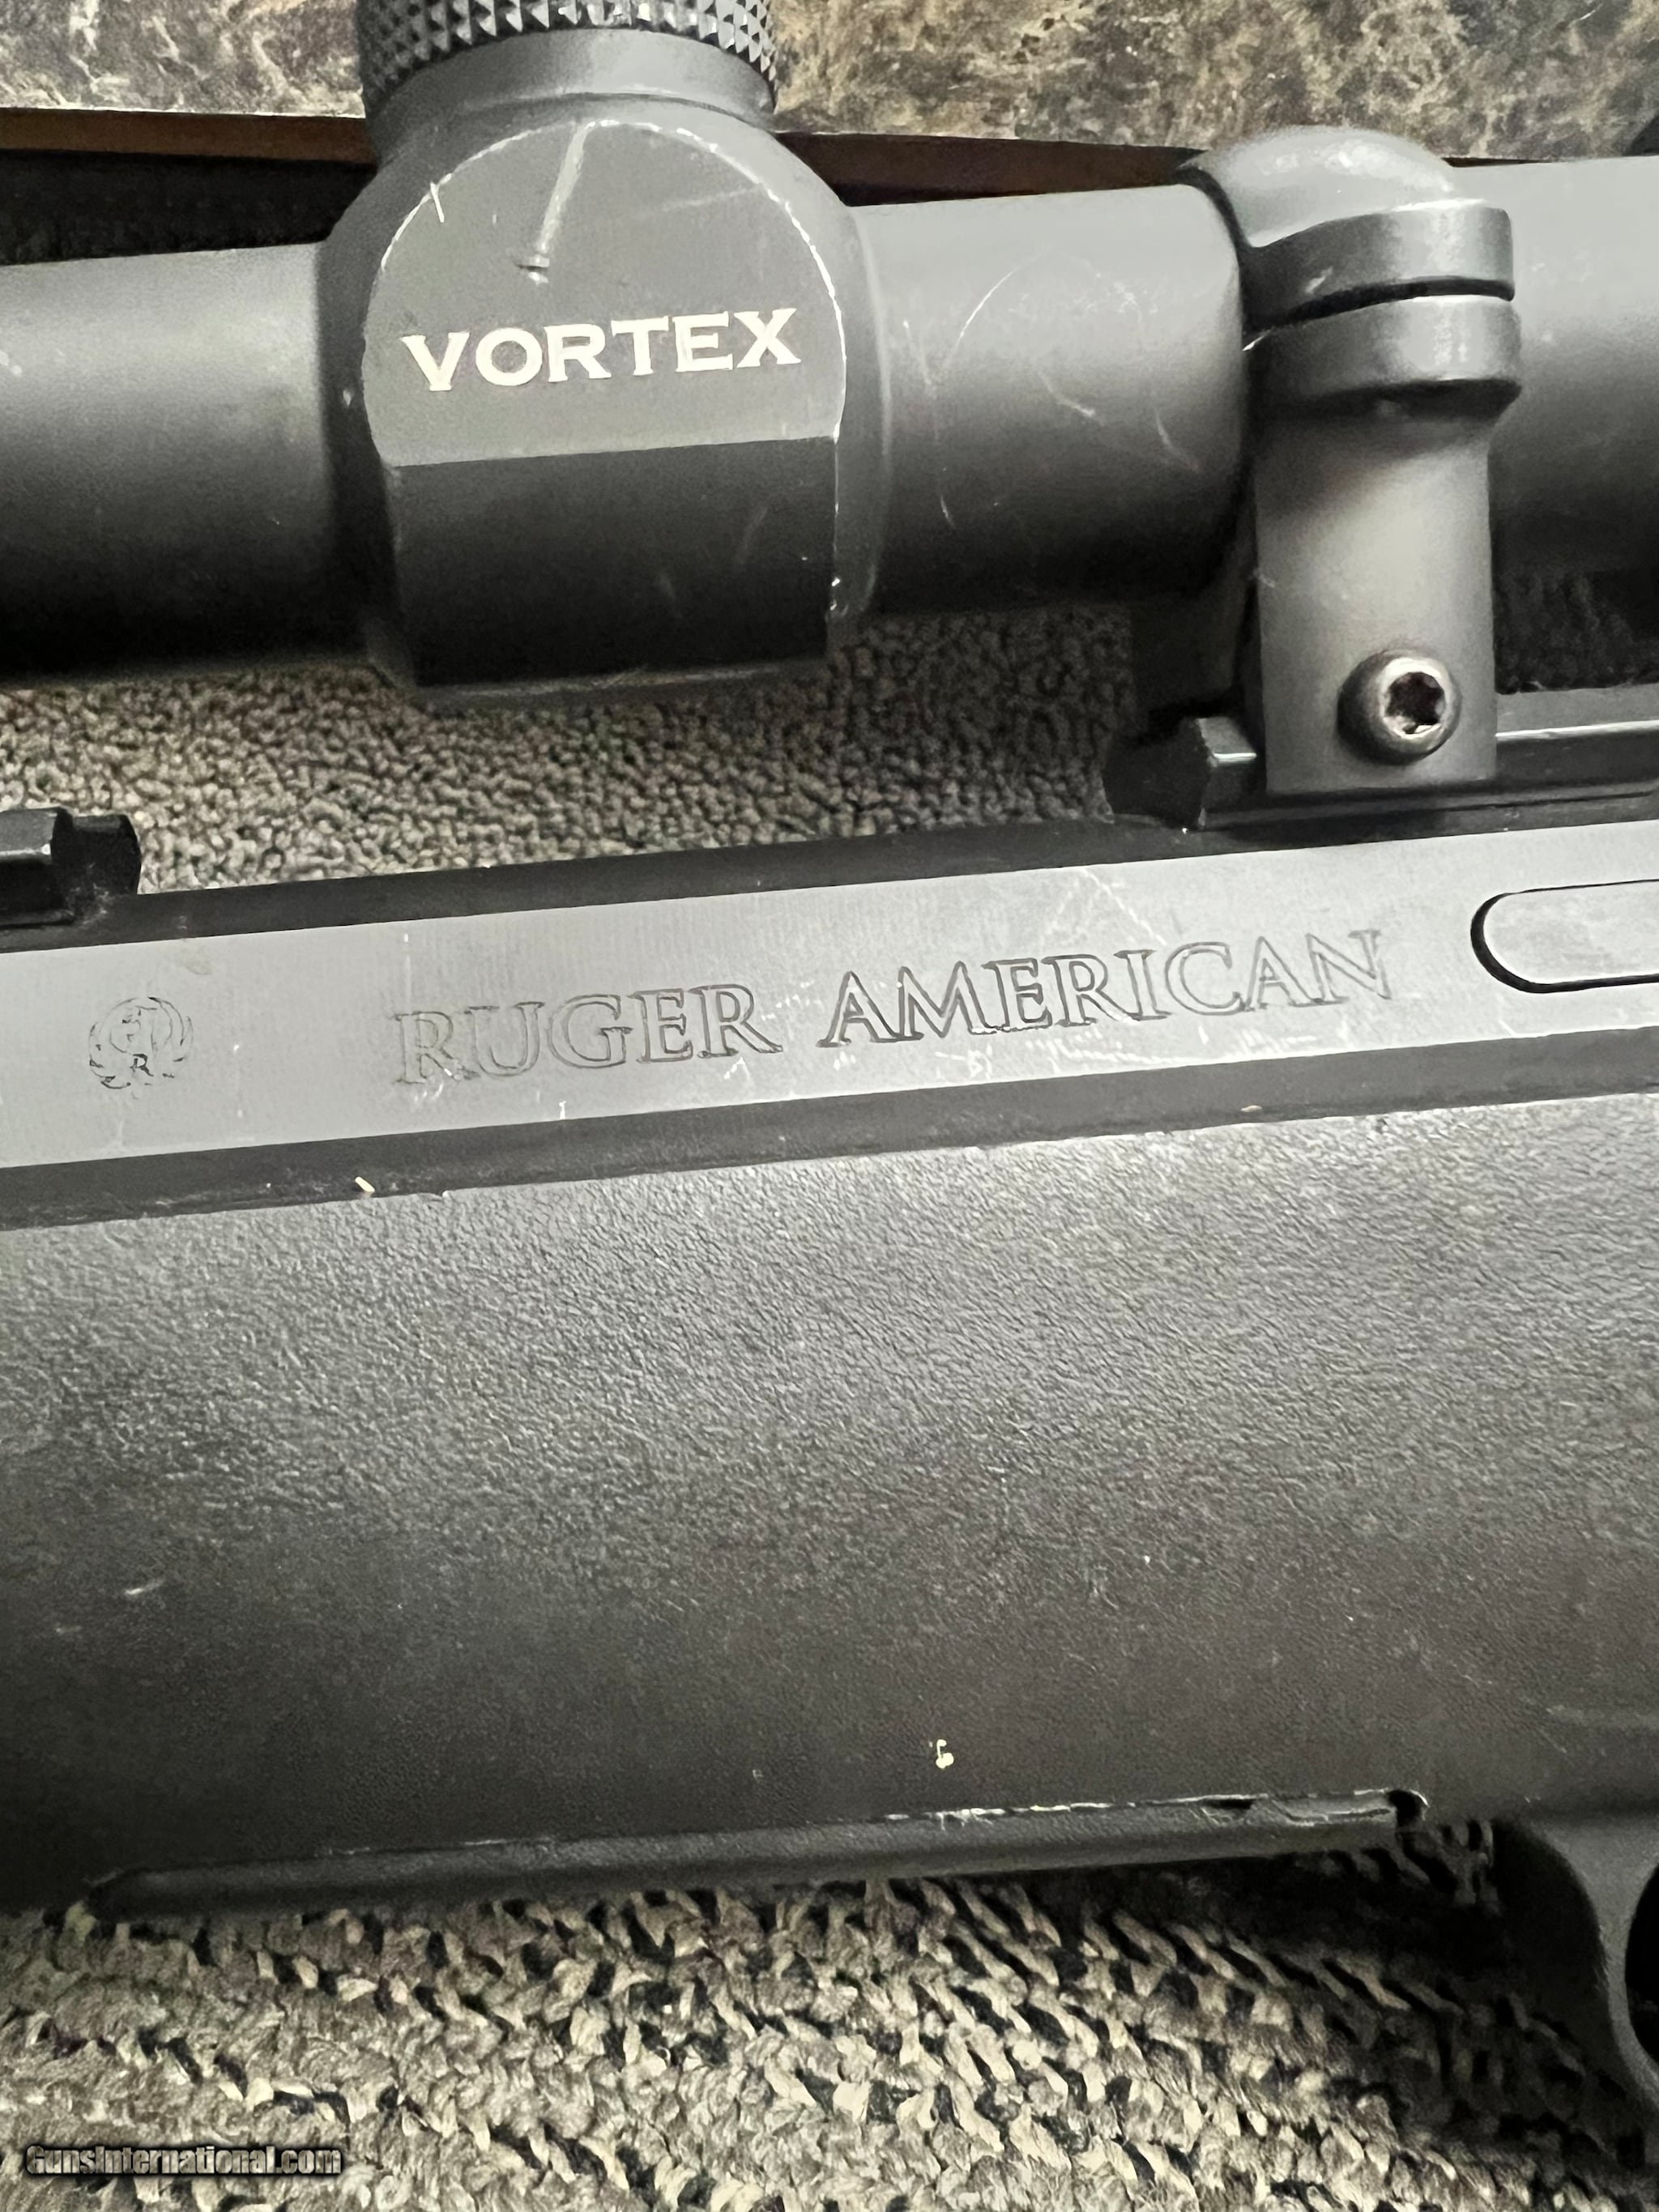 VORTEX
R
RUGER AMERICAN
GunsInternational.com